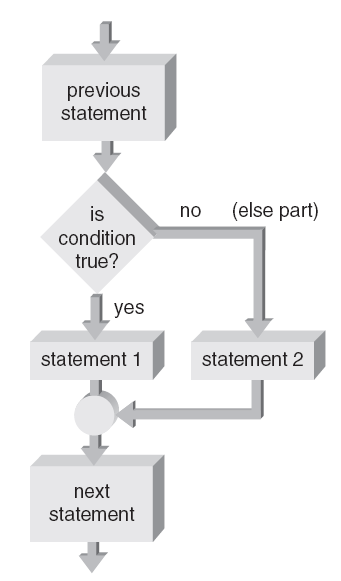 previous
statement
is
condition
true?
no (else part)
yes
statement 1
statement 2
next
statement